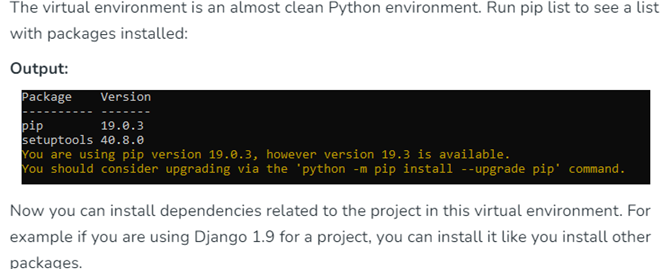 The virtual environment is an almost clean Python environment. Run pip list to see a list
with packages installed:
Output:
Package    Version
---------- -------
pip        19.0.3
setuptools 40.8.0
You are using pip version 19.0.3, however version 19.3 is available.
You should consider upgrading via the 'python -m pip install --upgrade pip' command.
Now you can install dependencies related to the project in this virtual environment. For
example if you are using Django 1.9 for a project, you can install it like you install other
packages.